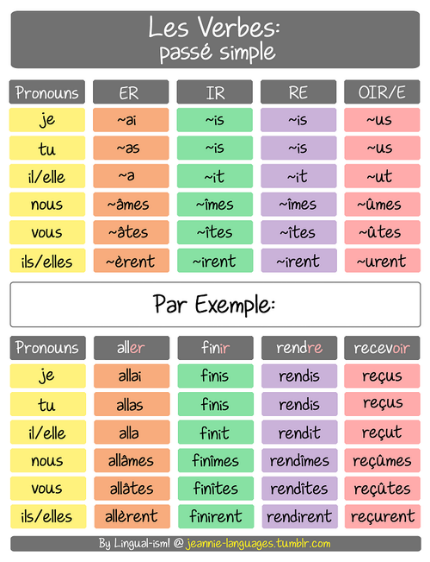 Les Verbes:
passé simple
Pronouns ER IR RE OIR/E
je ~ai ~is ~is ~us
tu ~as ~is ~is ~us
il/elle ~a ~it ~it ~ut
nous ~âmes ~îmes ~îmes ~ûmes
vous ~âtes ~îtes ~îtes ~ûtes
ils/elles ~èrent ~irent ~irent ~urent
Par Exemple:
Pronouns aller finir rendre recevoir
je allai finis rendis reçus
tu allas finis rendis reçus
il/elle alla finit rendit reçut
nous allâmes finîmes rendîmes reçûmes
vous allâtes finîtes rendîtes reçûtes
ils/elles allèrent finirent rendirent reçurent
By Lingual-ism! @ jeannie-languages.tumblr.com